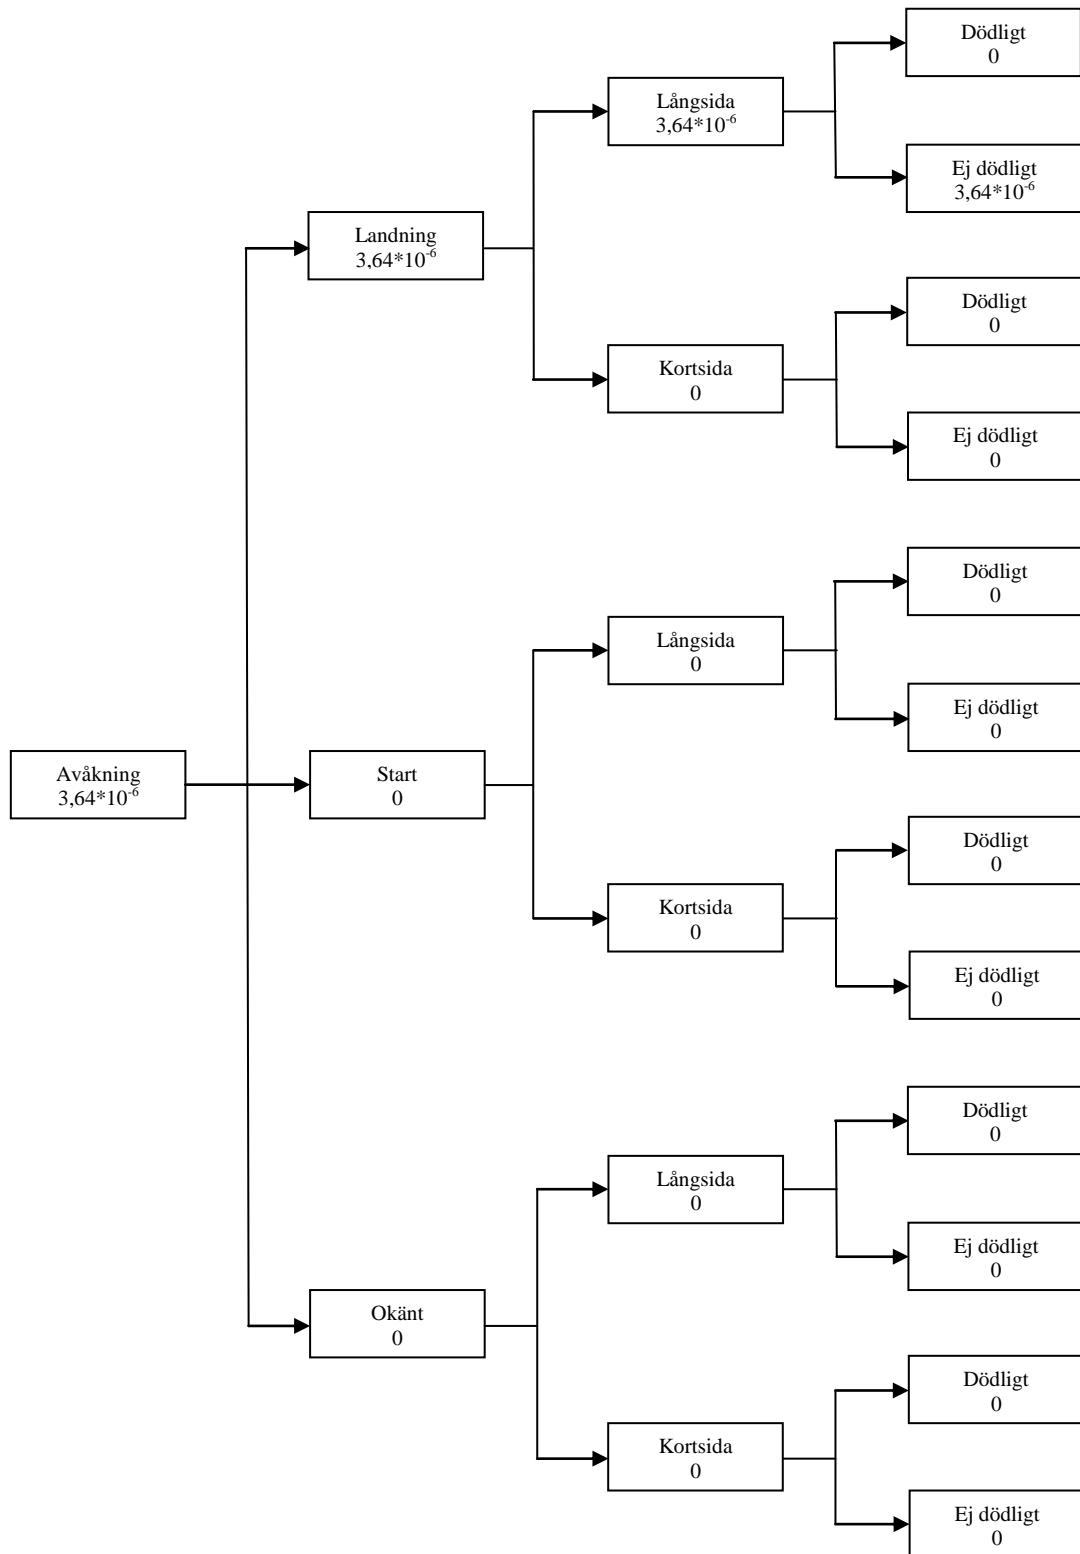 Dödligt
0
Långsida
3,64*10⁻⁶
Ej dödligt
3,64*10⁻⁶
Landning
3,64*10⁻⁶
Dödligt
0
Kortsida
0
Ej dödligt
0
Dödligt
0
Långsida
0
Ej dödligt
0
Avåkning
3,64*10⁻⁶
Start
0
Dödligt
0
Kortsida
0
Ej dödligt
0
Dödligt
0
Långsida
0
Ej dödligt
0
Okänt
0
Dödligt
0
Kortsida
0
Ej dödligt
0